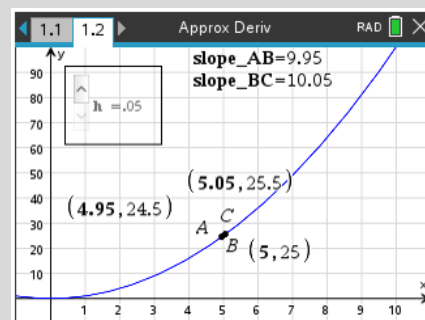 1.1 1.2 Approx Deriv RAD
y
slope_AB=9.95
slope_BC=10.05
h =.05
(5.05,25.5)
(4.95,24.5)
A C
B (5,25)
90
80
70
60
50
40
30
20
10
x
1 2 3 4 5 6 7 8 9 10